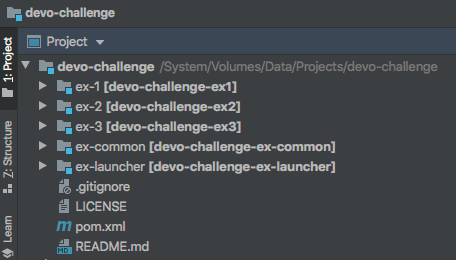 devo-challenge
Project
devo-challenge /System/Volumes/Data/Projects/devo-challenge
ex-1 [devo-challenge-ex1]
ex-2 [devo-challenge-ex2]
ex-3 [devo-challenge-ex3]
ex-common [devo-challenge-ex-common]
ex-launcher [devo-challenge-ex-launcher]
.gitignore
LICENSE
m pom.xml
MD README.md
1: Project
Z: Structure
Learn